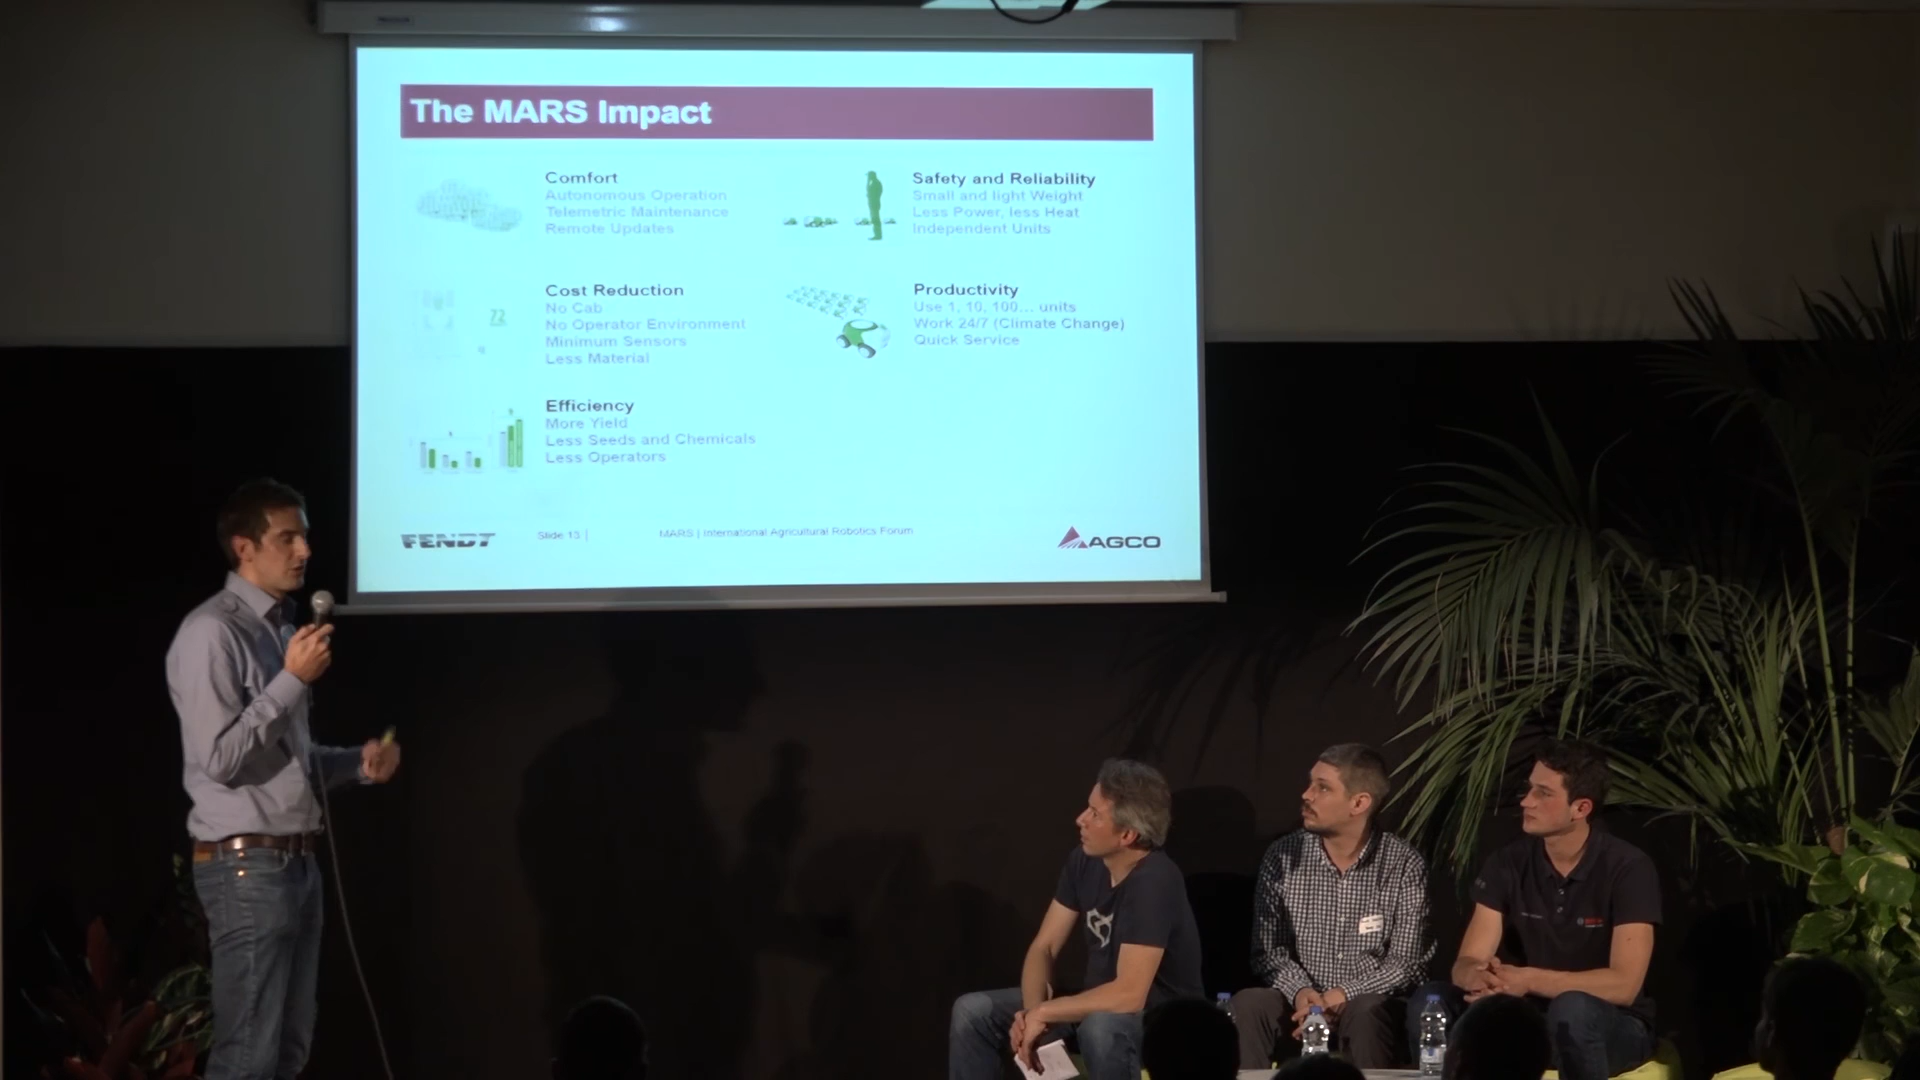 The MARS Impact
Comfort
Autonomous Operation
Telemetric Maintenance
Remote Updates
Safety and Reliability
Small and light Weight
Less Power, less Heat
Independent Units
Cost Reduction
No Cab
No Operator Environment
Minimum Sensors
Less Material
Productivity
Use 1, 10, 100... units
Work 24/7 (Climate Change)
Quick Service
Efficiency
More Yield
Less Seeds and Chemicals
Less Operators
FENDT
Slide 13 |
MARS | International Agricultural Robotics Forum
AGCO